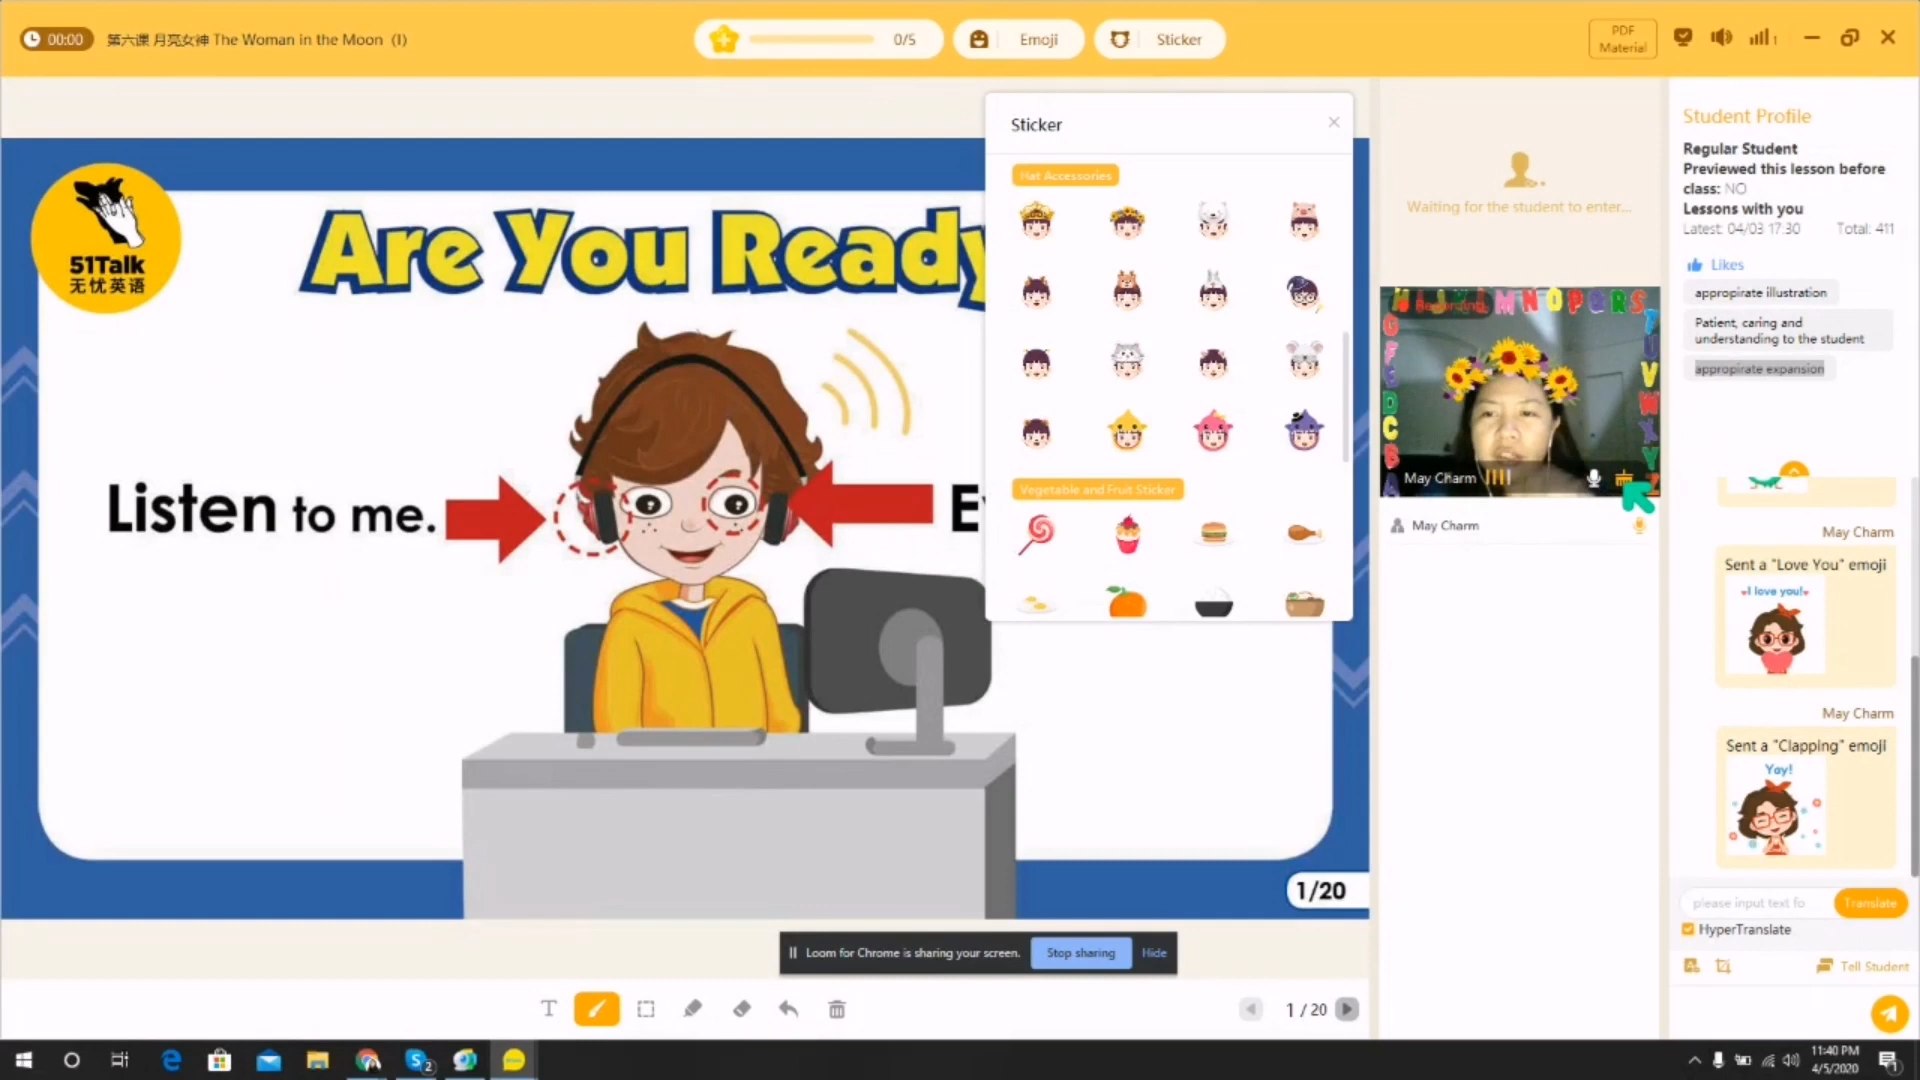 00:00
第六课 月亮女神 The Woman in the Moon (I)
0/5
Emoji
Sticker
PDF
Material
Sticker
Hat Accessories
Vegetable and Fruit Sticker
51Talk
无忧英语
Are You Ready
Listen to me.
E
1/20
Waiting for the student to enter...
Recording
May Charm
May Charm
Student Profile
Regular Student
Previewed this lesson before
class: NO
Lessons with you
Latest: 04/03 17:30 Total: 411
Likes
appropirate illustration
Patient, caring and
understanding to the student
appropirate expansion
May Charm
Sent a "Love You" emoji
I love you!
May Charm
Sent a "Clapping" emoji
Yay!
please input text fo
Translate
HyperTranslate
Tell Student
Loom for Chrome is sharing your screen.
Stop sharing
Hide
1 / 20
11:40 PM
4/5/2020